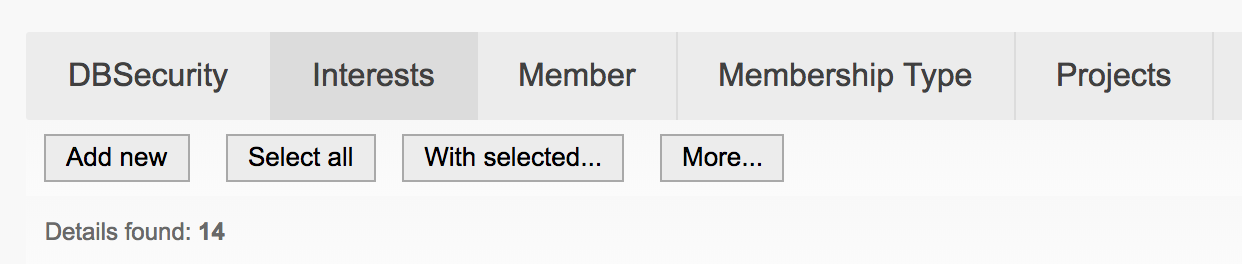 DBSecurity Interests Member Membership Type Projects
Add new Select all With selected... More...
Details found: 14